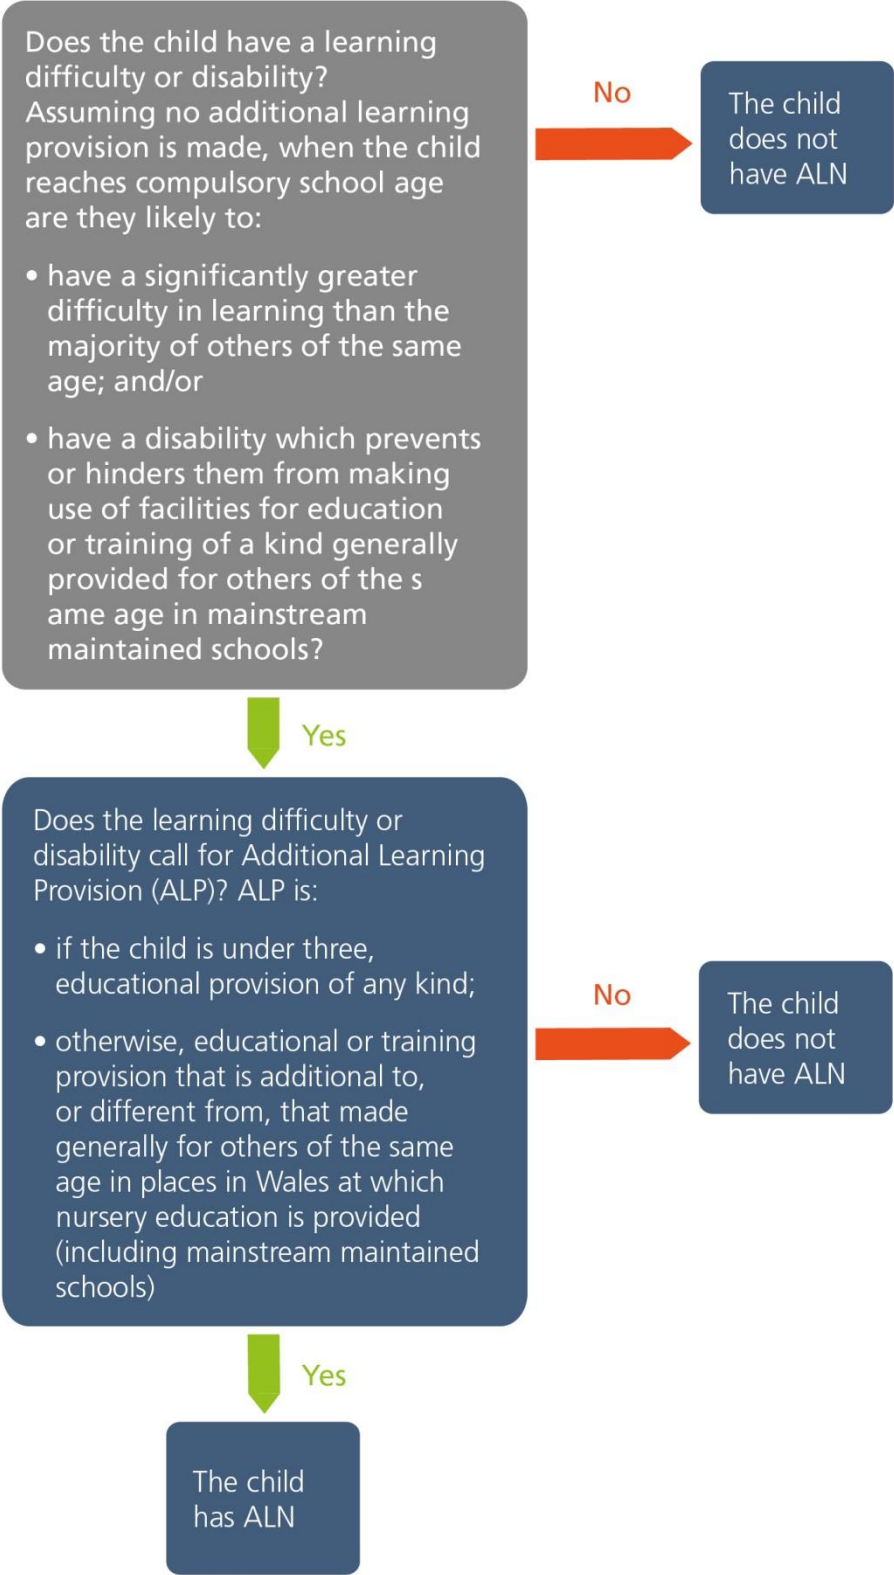 Does the child have a learning
difficulty or disability?
Assuming no additional learning
provision is made, when the child
reaches compulsory school age
are they likely to:
• have a significantly greater
difficulty in learning than the
majority of others of the same
age; and/or
• have a disability which prevents
or hinders them from making
use of facilities for education
or training of a kind generally
provided for others of the s
ame age in mainstream
maintained schools?
No
The child
does not
have ALN
Yes
Does the learning difficulty or
disability call for Additional Learning
Provision (ALP)? ALP is:
• if the child is under three,
educational provision of any kind;
• otherwise, educational or training
provision that is additional to,
or different from, that made
generally for others of the same
age in places in Wales at which
nursery education is provided
(including mainstream maintained
schools)
No
The child
does not
have ALN
Yes
The child
has ALN